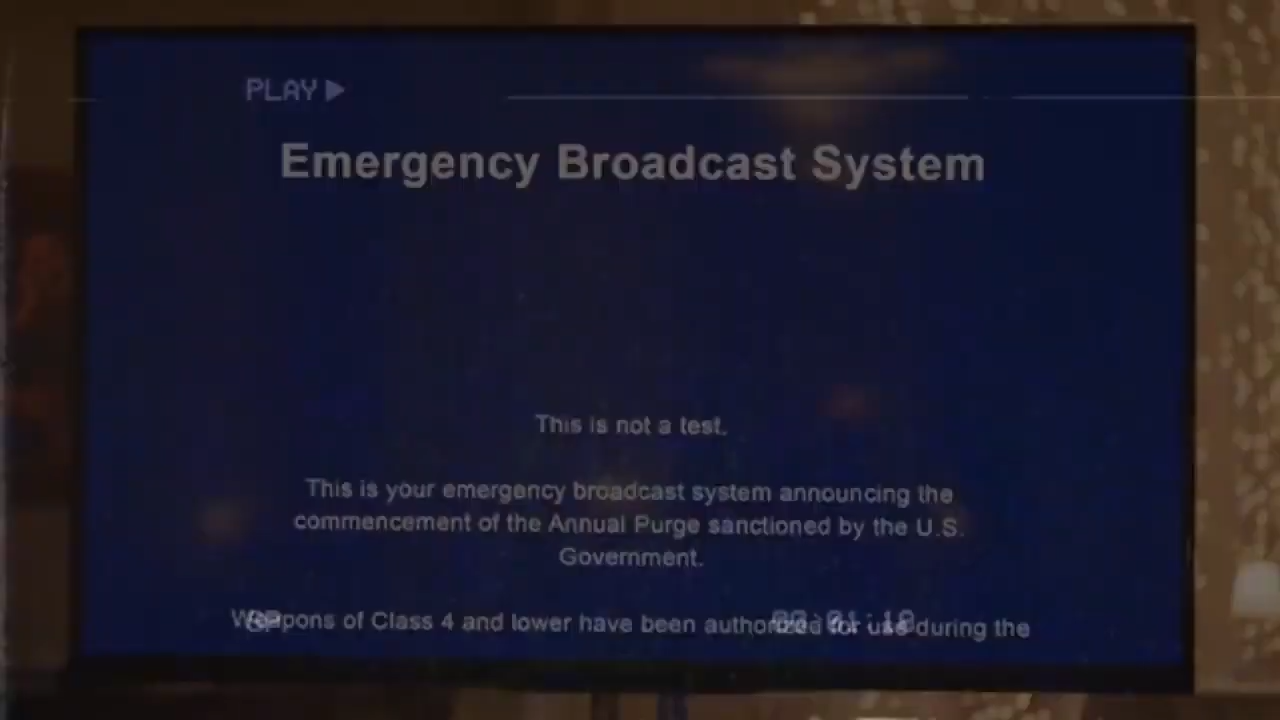 PLAY
Emergency Broadcast System
This is not a test.
This is your emergency broadcast system announcing the
commencement of the Annual Purge sanctioned by the U.S.
Government.
Weapons of Class 4 and lower have been authorized for use during the
SP